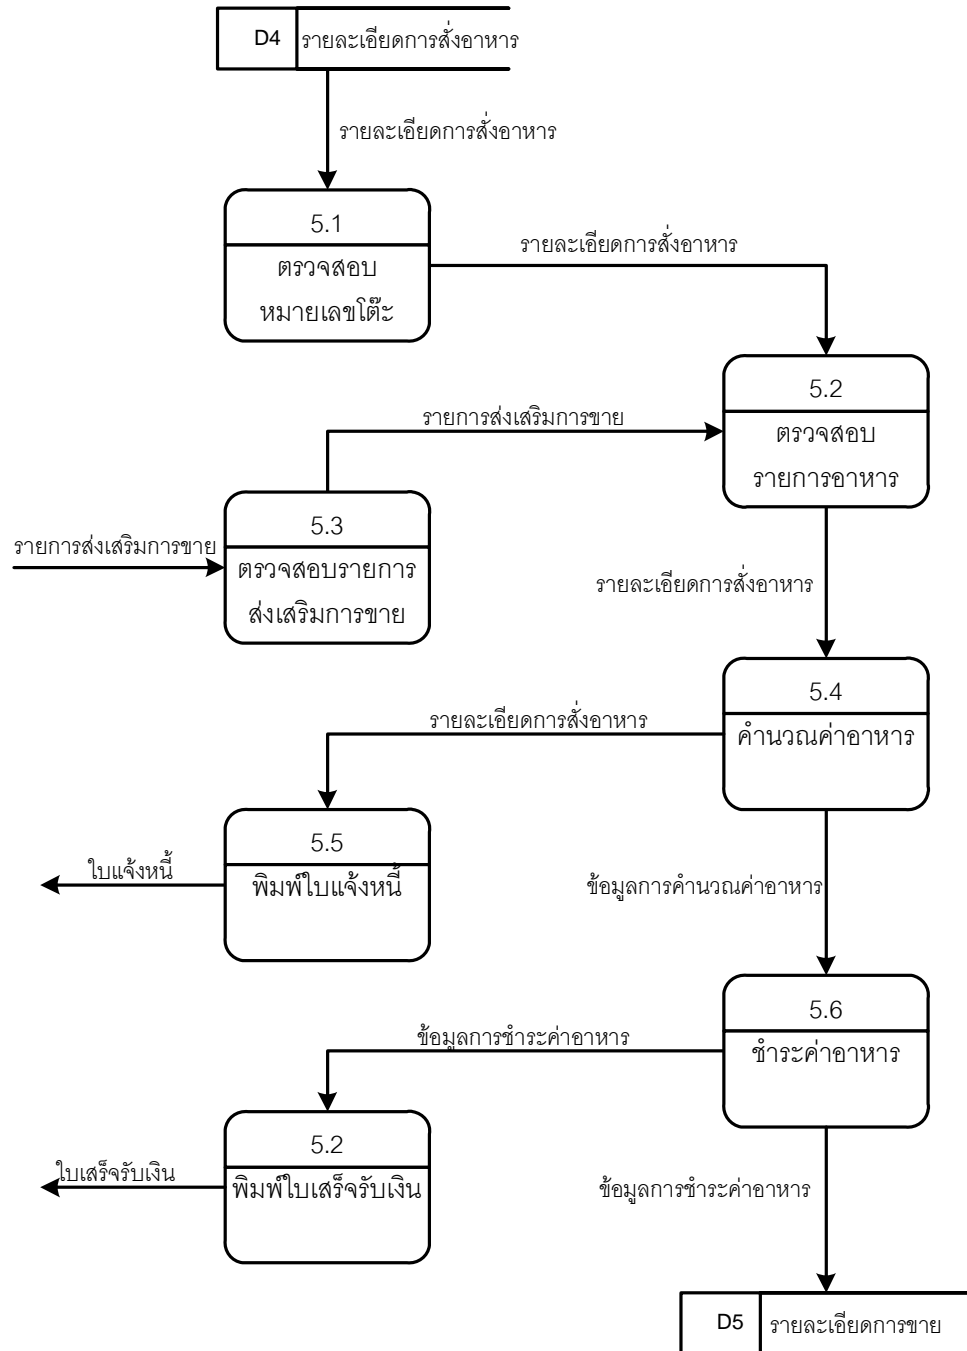 D4 รายละเอียดการสั่งอาหาร
รายละเอียดการสั่งอาหาร
5.1
ตรวจสอบ
หมายเลขโต๊ะ
รายละเอียดการสั่งอาหาร
5.2
ตรวจสอบ
รายการอาหาร
รายการส่งเสริมการขาย
5.3
ตรวจสอบรายการ
ส่งเสริมการขาย
รายการส่งเสริมการขาย
รายละเอียดการสั่งอาหาร
5.4
คำนวณค่าอาหาร
รายละเอียดการสั่งอาหาร
5.5
พิมพ์ใบแจ้งหนี้
ใบแจ้งหนี้
ข้อมูลการคำนวณค่าอาหาร
5.6
ชำระค่าอาหาร
ข้อมูลการชำระค่าอาหาร
5.2
พิมพ์ใบเสร็จรับเงิน
ใบเสร็จรับเงิน
ข้อมูลการชำระค่าอาหาร
D5 รายละเอียดการขาย